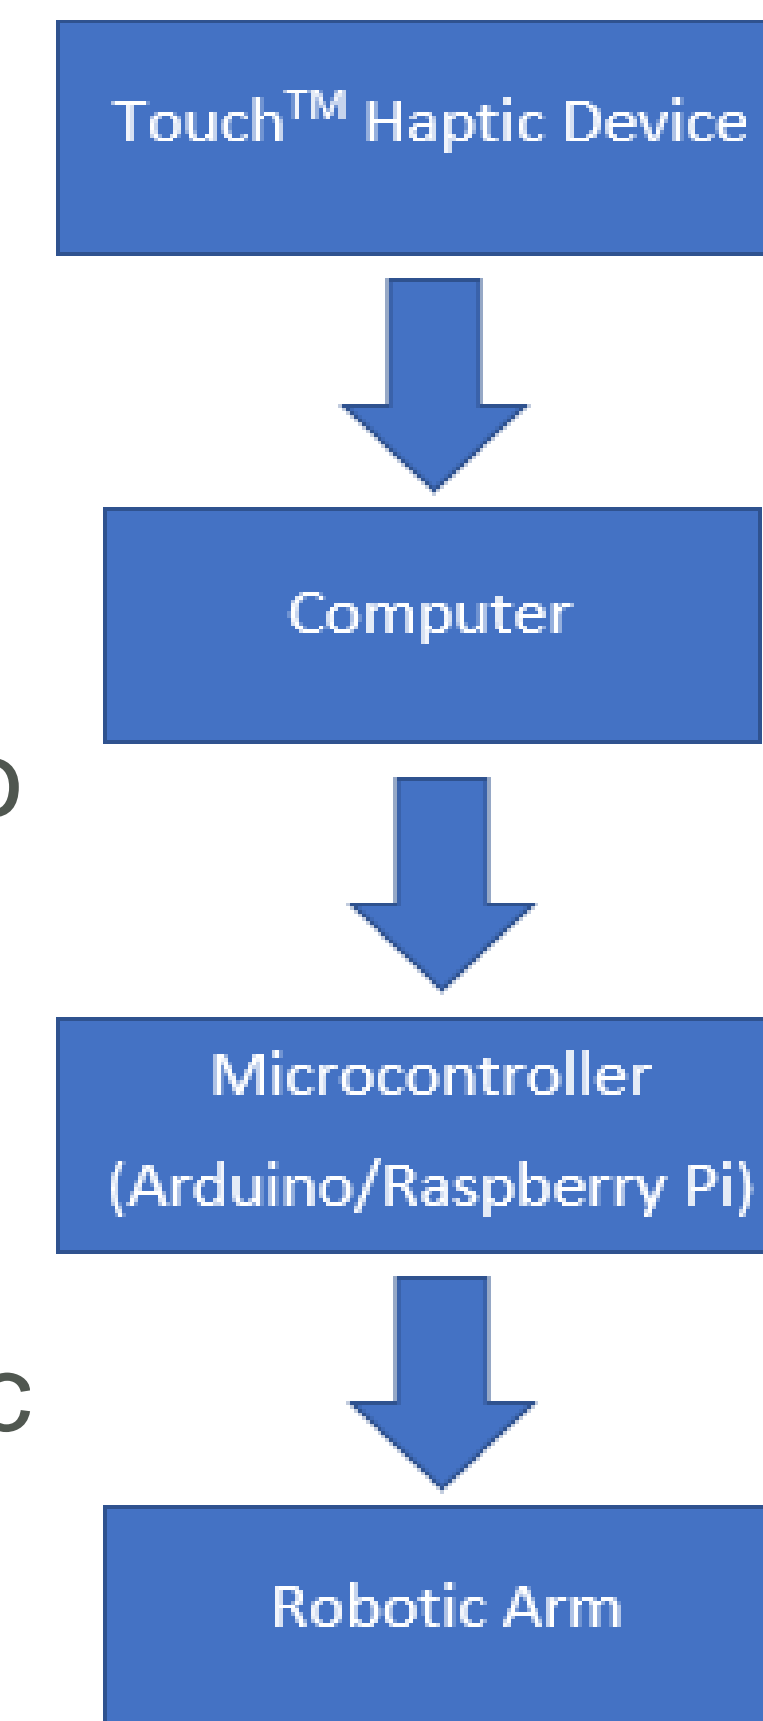 Touch™ Haptic Device
Computer
Microcontroller
(Arduino/Raspberry Pi)
Robotic Arm